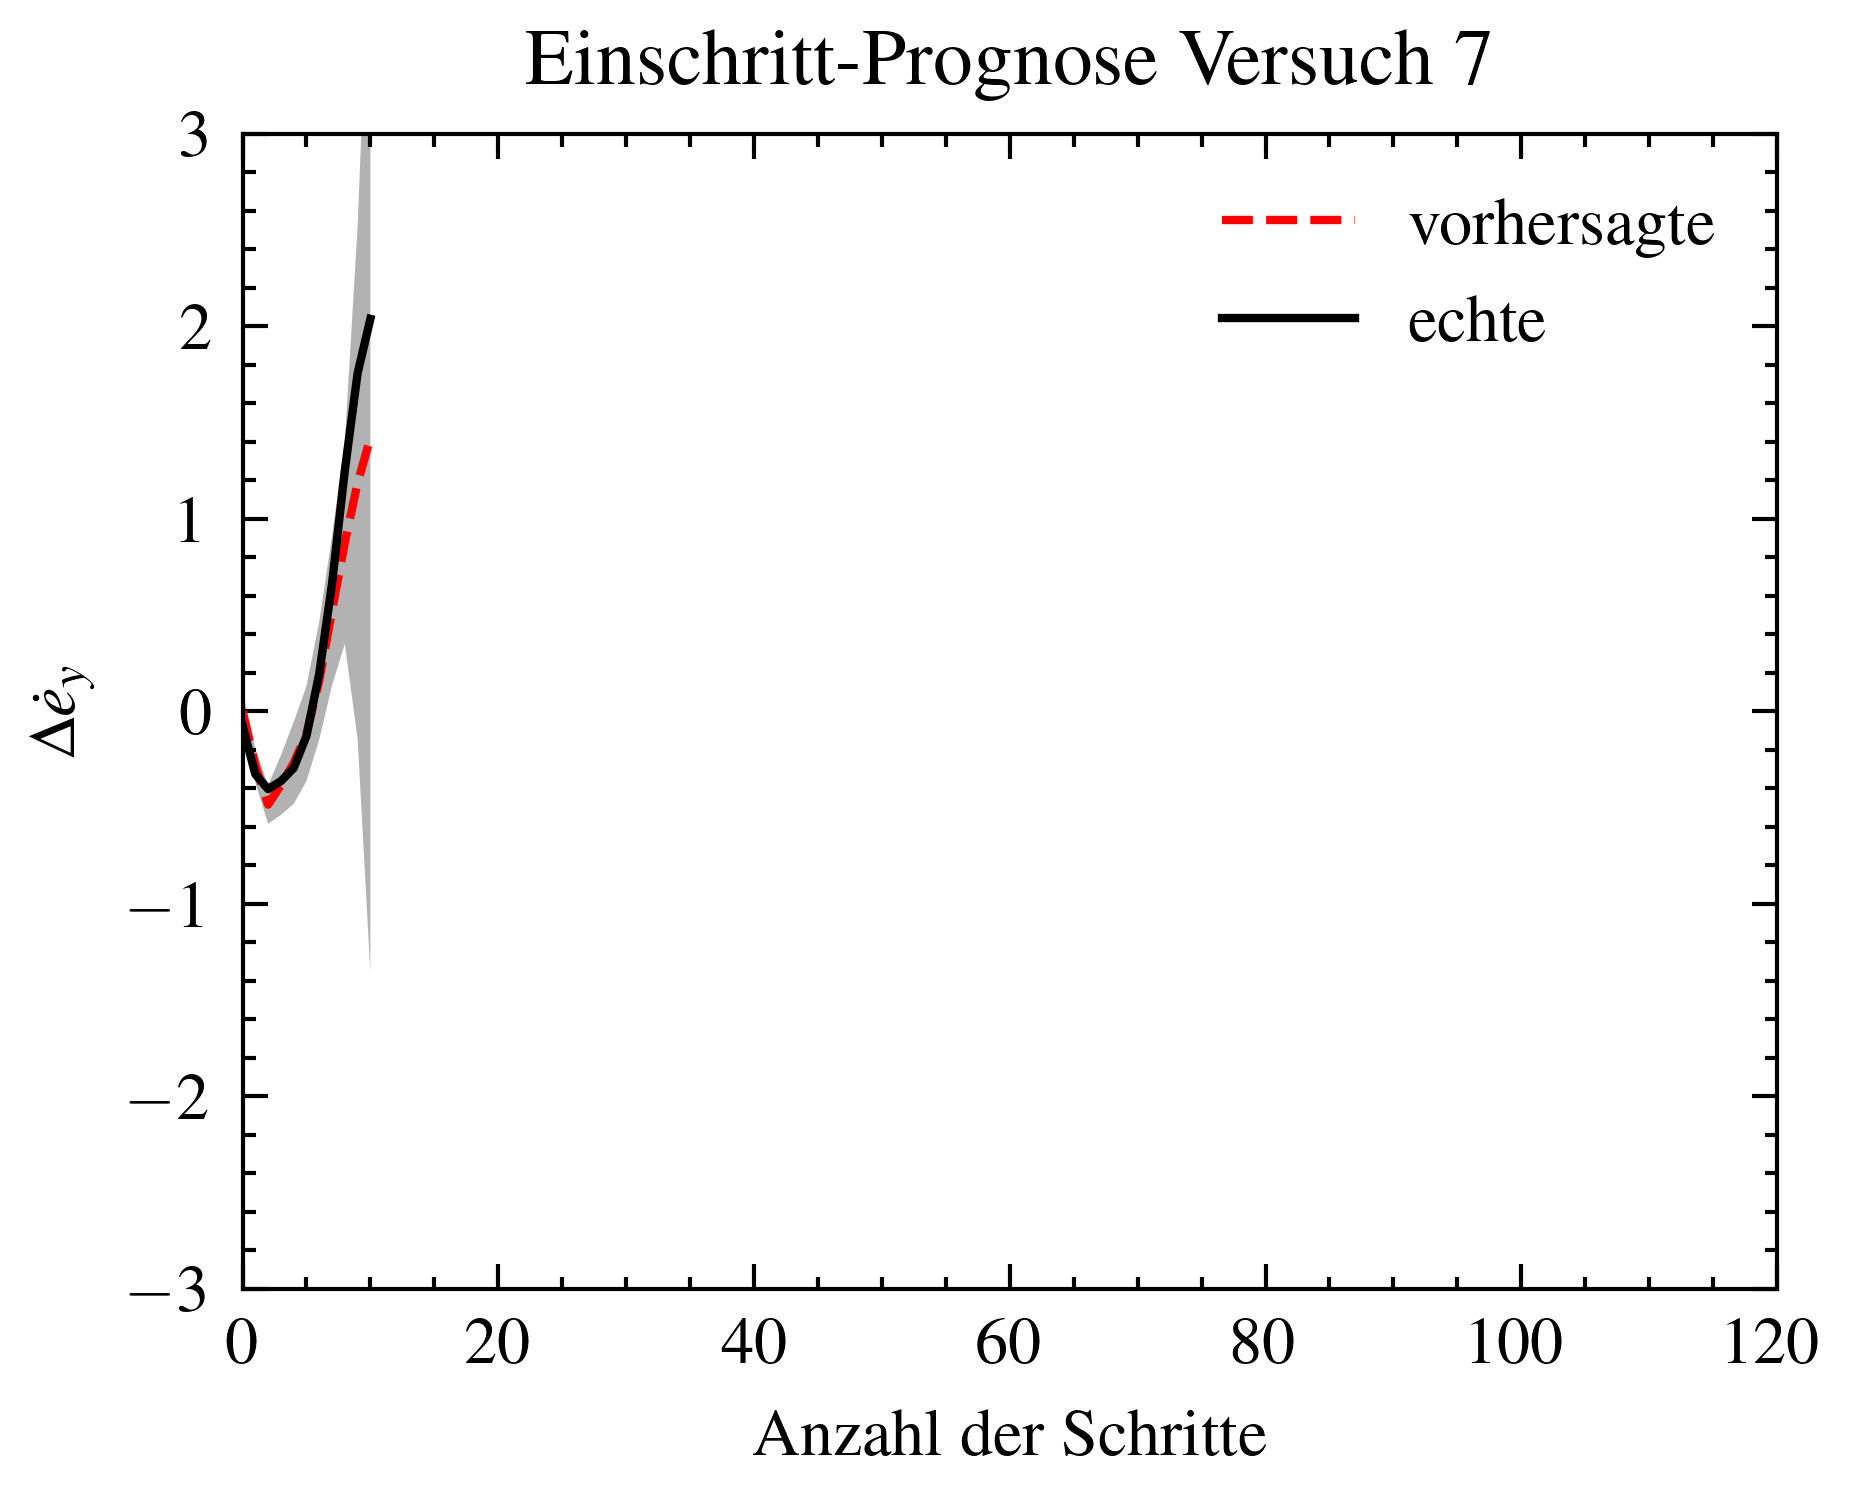 Einschritt-Prognose Versuch 7
3
2
1
0
−1
−2
−3
Δėy
vorhersagte
echte
0 20 40 60 80 100 120
Anzahl der Schritte